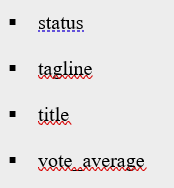 ▪ status
▪ tagline
▪ title
▪ vote_average